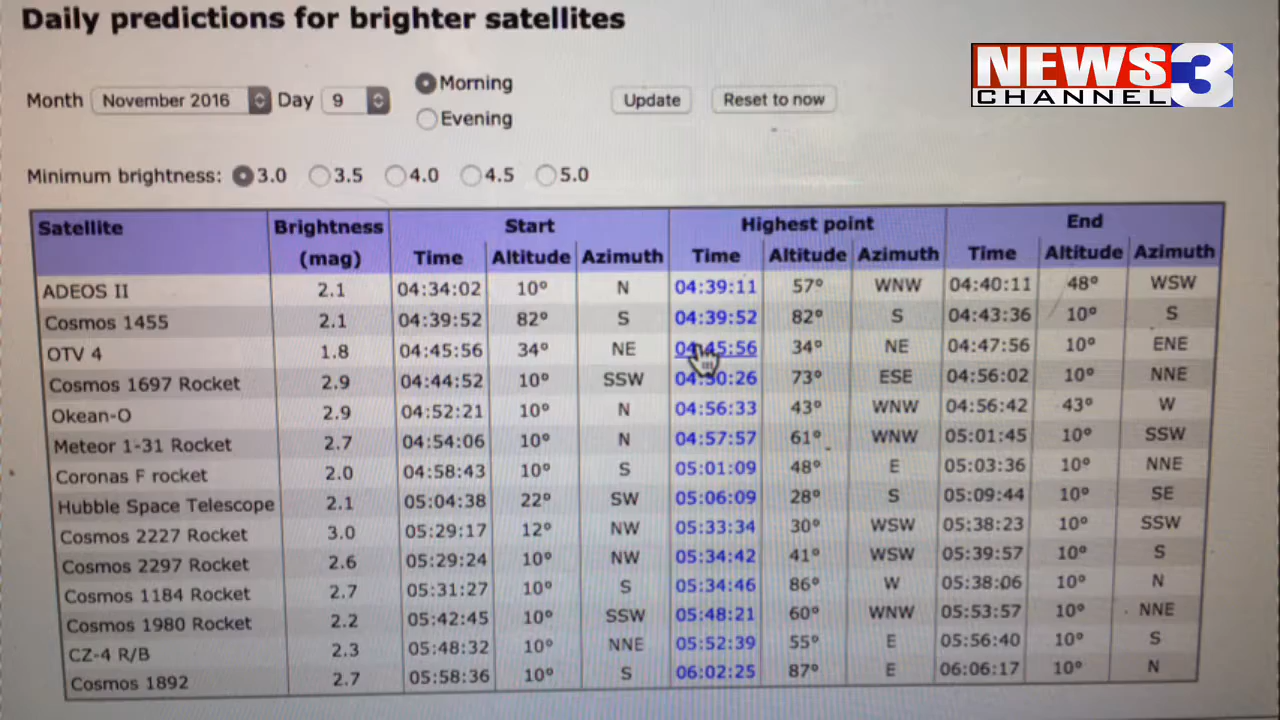 Daily predictions for brighter satellites
NEWS 3
CHANNEL
Month November 2016 Day 9 Morning Update Reset to now
Evening
Minimum brightness: 3.0 3.5 4.0 4.5 5.0
Satellite Brightness Start Highest point End
(mag) Time Altitude Azimuth Time Altitude Azimuth Time Altitude Azimuth
ADEOS II 2.1 04:34:02 10° N 04:39:11 57° WNW 04:40:11 48° WSW
Cosmos 1455 2.1 04:39:52 82° S 04:39:52 82° S 04:43:36 10° S
OTV 4 1.8 04:45:56 34° NE 04:45:56 34° NE 04:47:56 10° ENE
Cosmos 1697 Rocket 2.9 04:44:52 10° SSW 04:50:26 73° ESE 04:56:02 10° NNE
Okean-O 2.9 04:52:21 10° N 04:56:33 43° WNW 04:56:42 43° W
Meteor 1-31 Rocket 2.7 04:54:06 10° N 04:57:57 61° WNW 05:01:45 10° SSW
Coronas F rocket 2.0 04:58:43 10° S 05:01:09 48° E 05:03:36 10° NNE
Hubble Space Telescope 2.1 05:04:38 22° SW 05:06:09 28° S 05:09:44 10° SE
Cosmos 2227 Rocket 3.0 05:29:17 12° NW 05:33:34 30° WSW 05:38:23 10° SSW
Cosmos 2297 Rocket 2.6 05:29:24 10° NW 05:34:42 41° WSW 05:39:57 10° S
Cosmos 1184 Rocket 2.7 05:31:27 10° S 05:34:46 86° W 05:38:06 10° N
Cosmos 1980 Rocket 2.2 05:42:45 10° SSW 05:48:21 60° WNW 05:53:57 10° NNE
CZ-4 R/B 2.3 05:48:32 10° NNE 05:52:39 55° E 05:56:40 10° S
Cosmos 1892 2.7 05:58:36 10° S 06:02:25 87° E 06:06:17 10° N